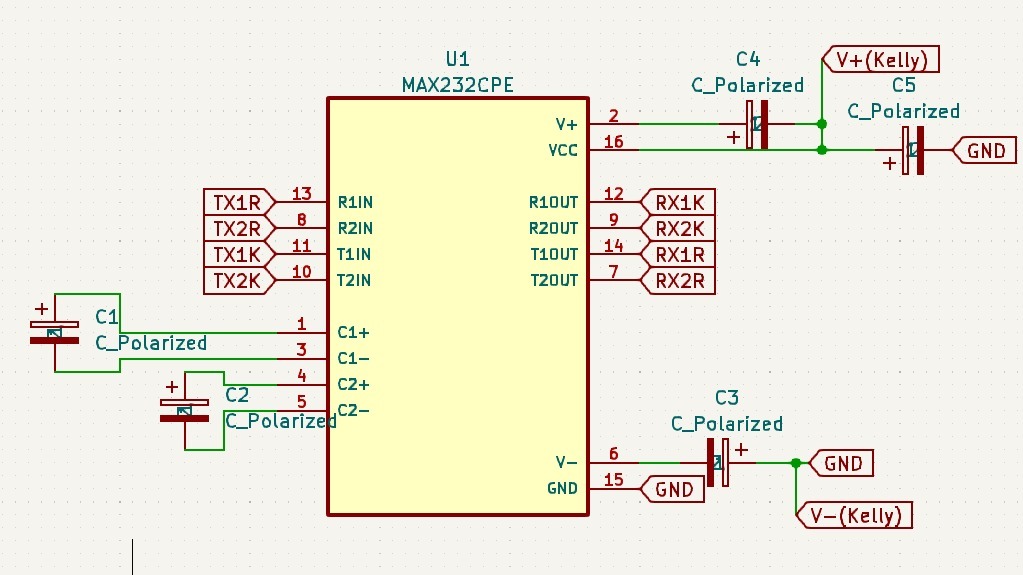 U1
MAX232CPE
C4
C_Polarized
V+(Kelly)
C5
C_Polarized
V+ 2
VCC 16
+
+
GND
TX1R 13 R1IN
R1OUT 12 RX1K
TX2R 8 R2IN
R2OUT 9 RX2K
TX1K 11 T1IN
T1OUT 14 RX1R
TX2K 10 T2IN
T2OUT 7 RX2R
+
C1
C_Polarized
1 C1+
3 C1-
4 C2+
5 C2-
+
C2
C_Polarized
C3
C_Polarized
V- 6
+
GND
GND 15 GND
V-(Kelly)